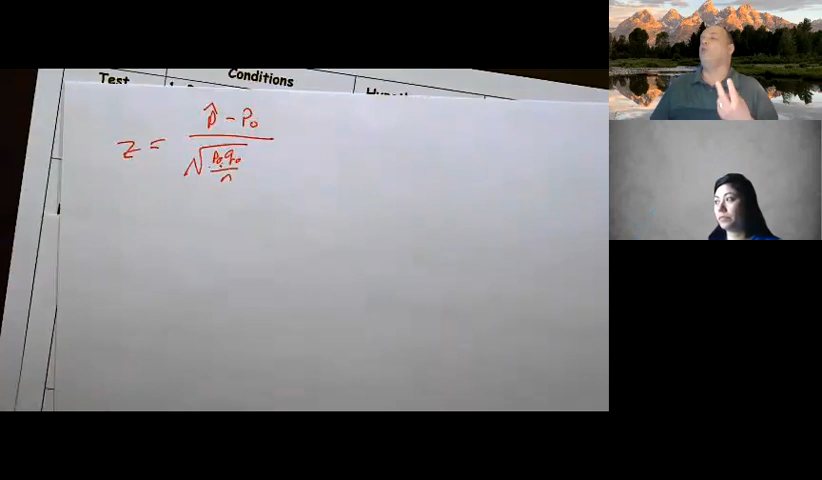 Test Conditions
z = p̂ - p₀ / √(p₀q₀/n)